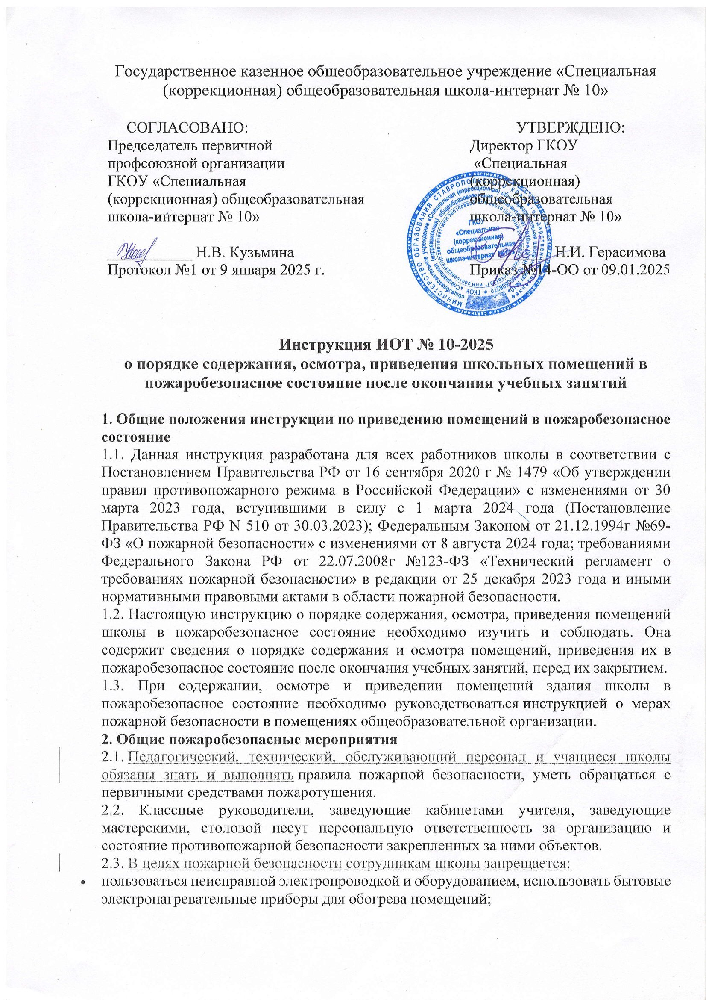 Государственное казенное общеобразовательное учреждение «Специальная
(коррекционная) общеобразовательная школа-интернат № 10»
СОГЛАСОВАНО:
Председатель первичной
профсоюзной организации
ГКОУ «Специальная
(коррекционная) общеобразовательная
школа-интернат № 10»
Н.В. Кузьмина
Протокол №1 от 9 января 2025 г.
УТВЕРЖДЕНО:
Директор ГКОУ
«Специальная
(коррекционная)
общеобразовательная
школа-интернат № 10»
Н.И. Герасимова
Приказ №14-ОО от 09.01.2025
МИНИСТЕРСТВО ОБРАЗОВАНИЯ СТАВРОПОЛЬСКОГО КРАЯ
ГКОУ
«Специальная
(коррекционная)
общеобразовательная
школа-интернат №10»
Инструкция ИОТ № 10-2025
о порядке содержания, осмотра, приведения школьных помещений в
пожаробезопасное состояние после окончания учебных занятий
1. Общие положения инструкции по приведению помещений в пожаробезопасное
состояние
1.1. Данная инструкция разработана для всех работников школы в соответствии с
Постановлением Правительства РФ от 16 сентября 2020 г № 1479 «Об утверждении
правил противопожарного режима в Российской Федерации» с изменениями от 30
марта 2023 года, вступившими в силу с 1 марта 2024 года (Постановление
Правительства РФ N 510 от 30.03.2023); Федеральным Законом от 21.12.1994г №69-
ФЗ «О пожарной безопасности» с изменениями от 8 августа 2024 года; требованиями
Федерального Закона РФ от 22.07.2008г №123-ФЗ «Технический регламент о
требованиях пожарной безопасности» в редакции от 25 декабря 2023 года и иными
нормативными правовыми актами в области пожарной безопасности.
1.2. Настоящую инструкцию о порядке содержания, осмотра, приведения помещений
школы в пожаробезопасное состояние необходимо изучить и соблюдать. Она
содержит сведения о порядке содержания и осмотра помещений, приведения их в
пожаробезопасное состояние после окончания учебных занятий, перед их закрытием.
1.3. При содержании, осмотре и приведении помещений здания школы в
пожаробезопасное состояние необходимо руководствоваться инструкцией о мерах
пожарной безопасности в помещениях общеобразовательной организации.
2. Общие пожаробезопасные мероприятия
2.1. Педагогический, технический, обслуживающий персонал и учащиеся школы
обязаны знать и выполнять правила пожарной безопасности, уметь обращаться с
первичными средствами пожаротушения.
2.2. Классные руководители, заведующие кабинетами учителя, заведующие
мастерскими, столовой несут персональную ответственность за организацию и
состояние противопожарной безопасности закрепленных за ними объектов.
2.3. В целях пожарной безопасности сотрудникам школы запрещается:
• пользоваться неисправной электропроводкой и оборудованием, использовать бытовые
электронагревательные приборы для обогрева помещений;